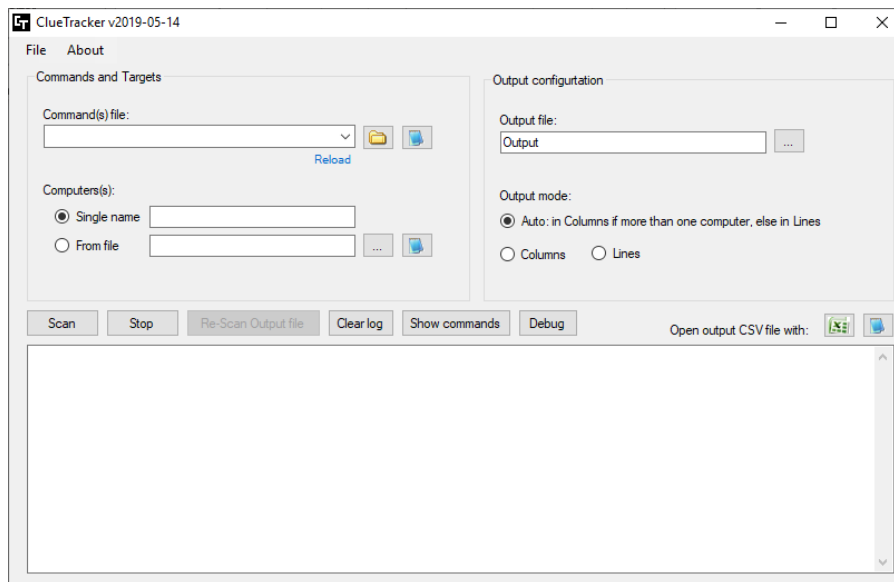 CT ClueTracker v2019-05-14
File About
Commands and Targets
Command(s) file:
Reload
Computers(s):
Single name
From file
...
Output configurtation
Output file:
Output
...
Output mode:
Auto: in Columns if more than one computer, else in Lines
Columns Lines
Scan Stop Re-Scan Output file Clear log Show commands Debug
Open output CSV file with: